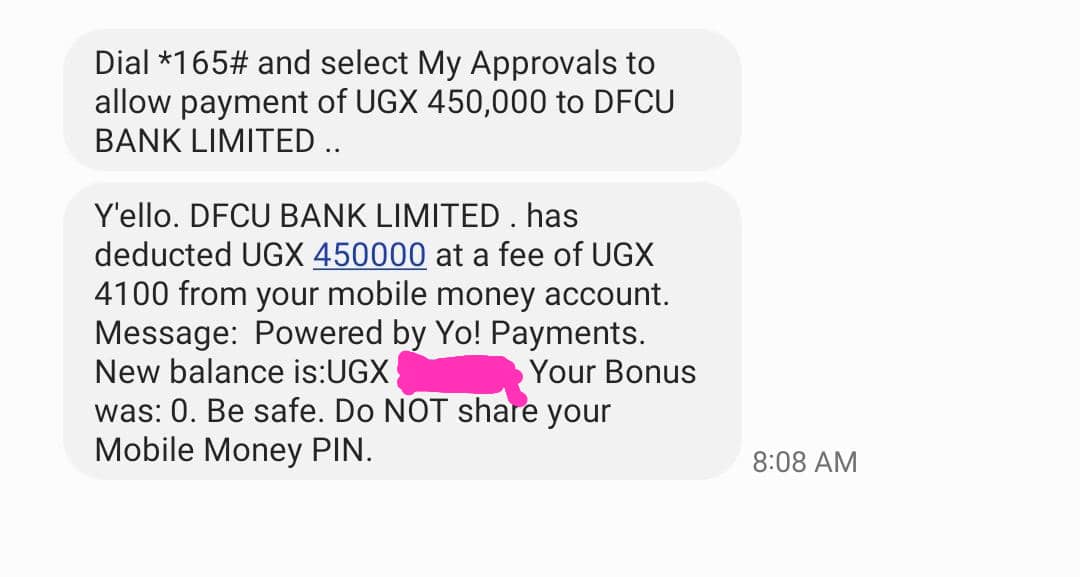 Dial *165# and select My Approvals to
allow payment of UGX 450,000 to DFCU
BANK LIMITED ..
Y'ello. DFCU BANK LIMITED . has
deducted UGX 450000 at a fee of UGX
4100 from your mobile money account.
Message:  Powered by Yo! Payments.
New balance is:UGX Your Bonus
was: 0. Be safe. Do NOT share your
Mobile Money PIN.
8:08 AM